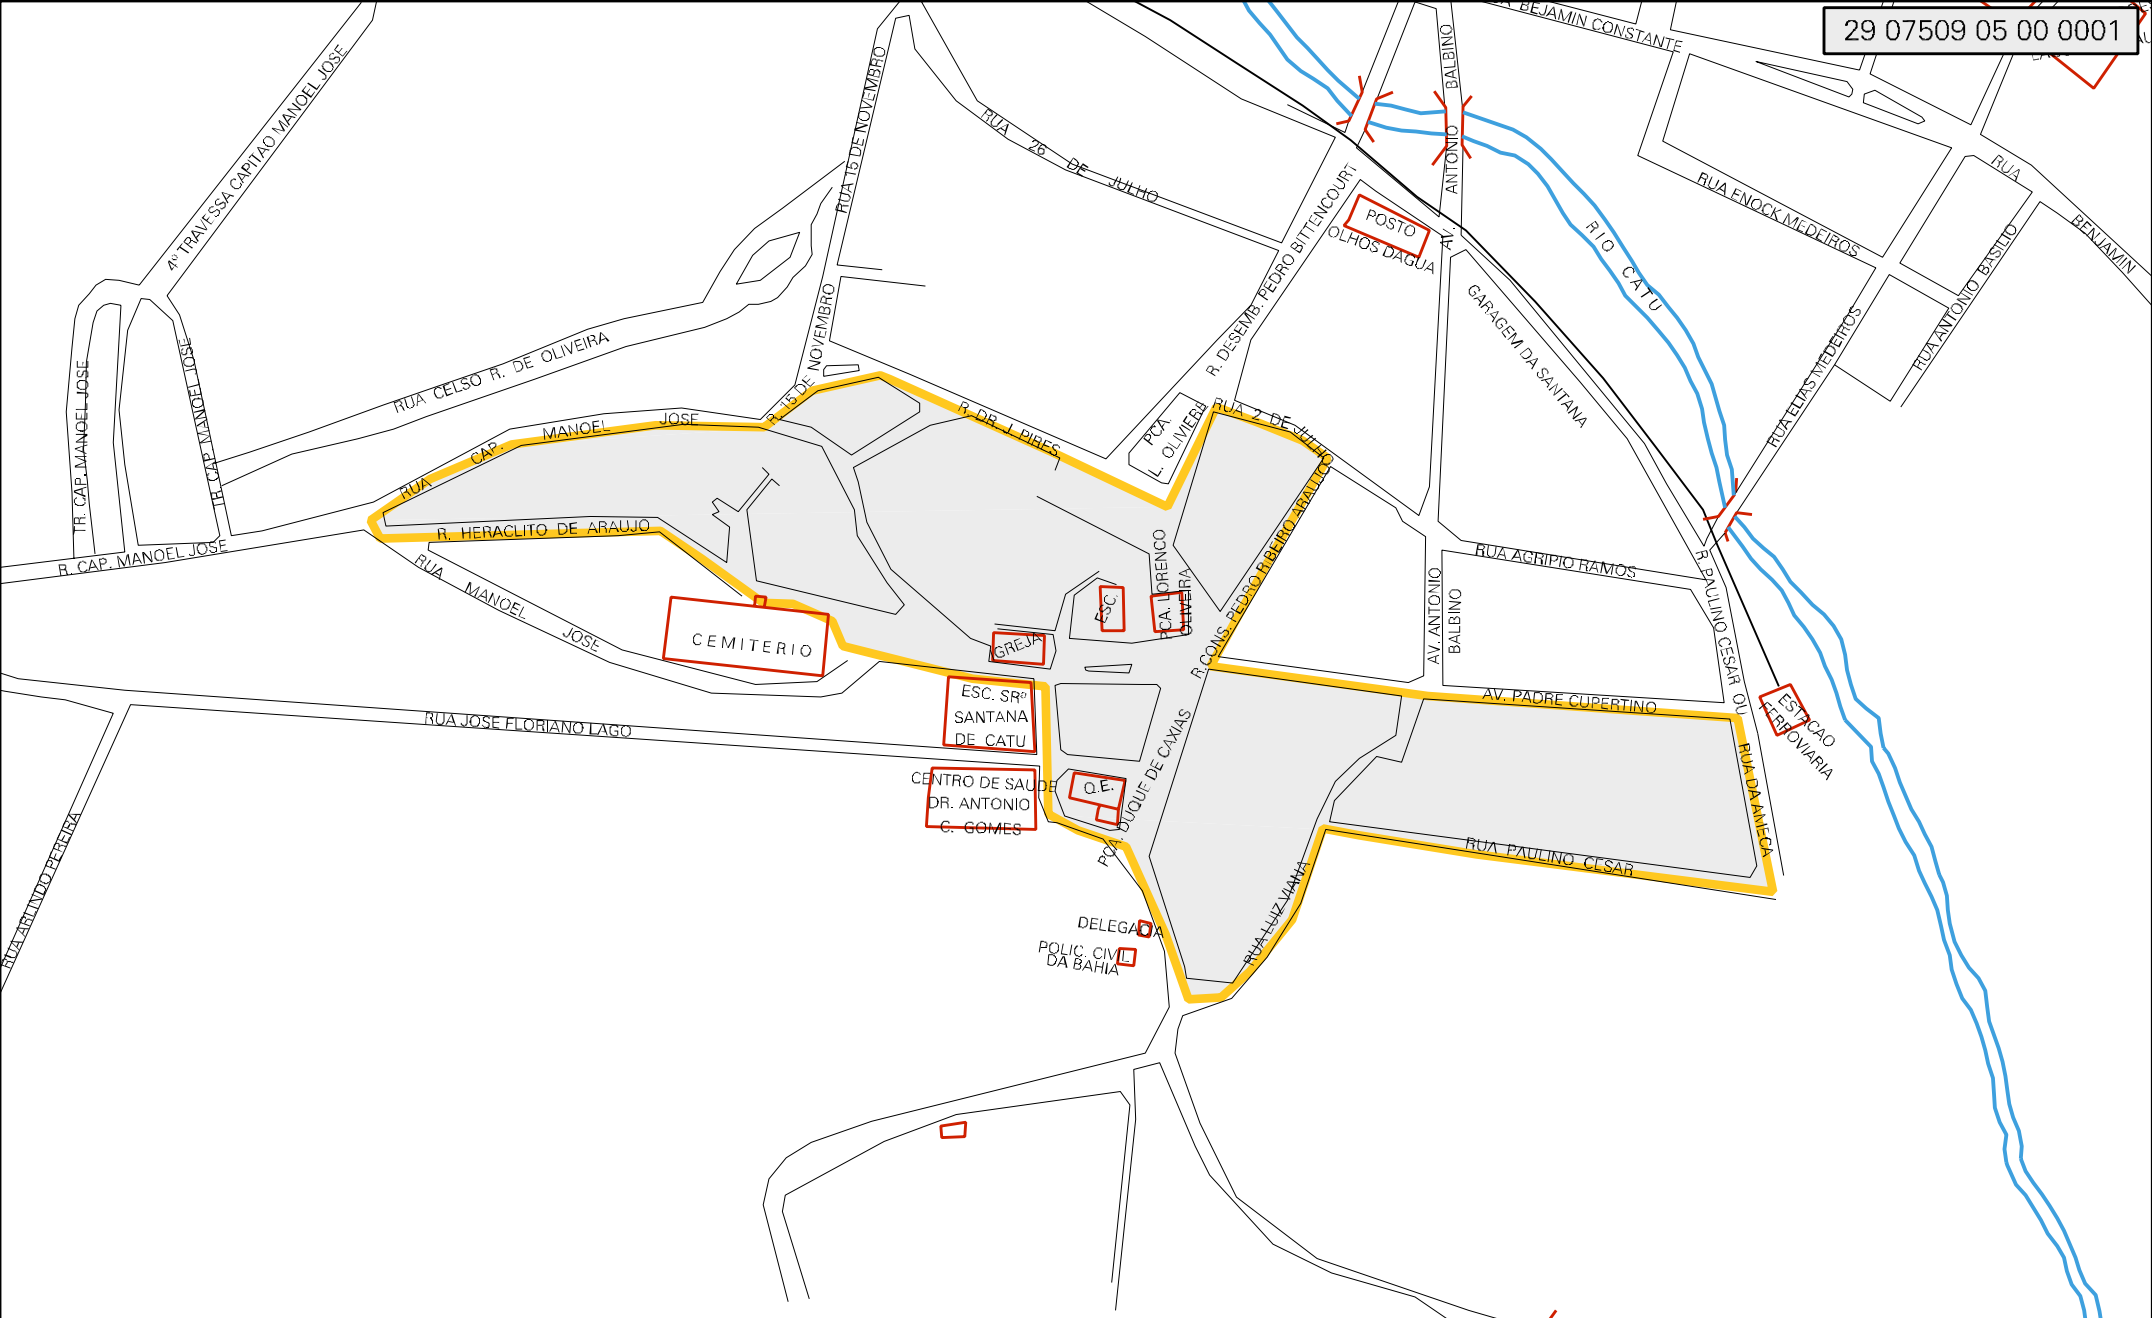 BEJAMIN CONSTANTE
29 07509 05 00 0001
4º TRAVESSA CAPITAO MANOEL JOSE
RUA 15 DE NOVEMBRO
RUA 26 DE JULHO
AV. ANTONIO BALBINO
R. DESEMB. PEDRO BITTENCOURT
POSTO
OLHOS DAGUA
RIO CATU
RUA ENOCK MEDEIROS
RUA BENJAMIN
RUA ANTONIO BASILIO
RUA ELIAS MEDEIROS
GARAGEM DA SANTANA
TR. CAP. MANOEL JOSE
TR. CAP. MANOEL JOSE
RUA CELSO R. DE OLIVEIRA
R. 15 DE NOVEMBRO
RUA CAP. MANOEL JOSE
R. DR. J. PIRES
PCA.
L. OLIVIERA
RUA 2 DE JULHO
R. HERACLITO DE ARAUJO
R. CAP. MANOEL JOSE
RUA MANOEL JOSE
CEMITERIO
IGREJA
ESC.
PCA. LORENCO
OLIVEIRA
R. CONS. PEDRO RIBEIRO ARAUJO
RUA AGRIPIO RAMOS
AV. ANTONIO
BALBINO
R. PAULINO CESAR OU
AV. PADRE CUPERTINO
ESTACAO
FERROVIARIA
RUA DA AMECA
ESC. SRª
SANTANA
DE CATU
RUA JOSE FLORIANO LAGO
CENTRO DE SAUDE
DR. ANTONIO
C. GOMES
Q.E.
PCA. DUQUE DE CAXIAS
RUA ARLINDO PEREIRA
RUA PAULINO CESAR
RUA LUIZ VIANA
DELEGACIA
POLIC. CIVIL
DA BAHIA